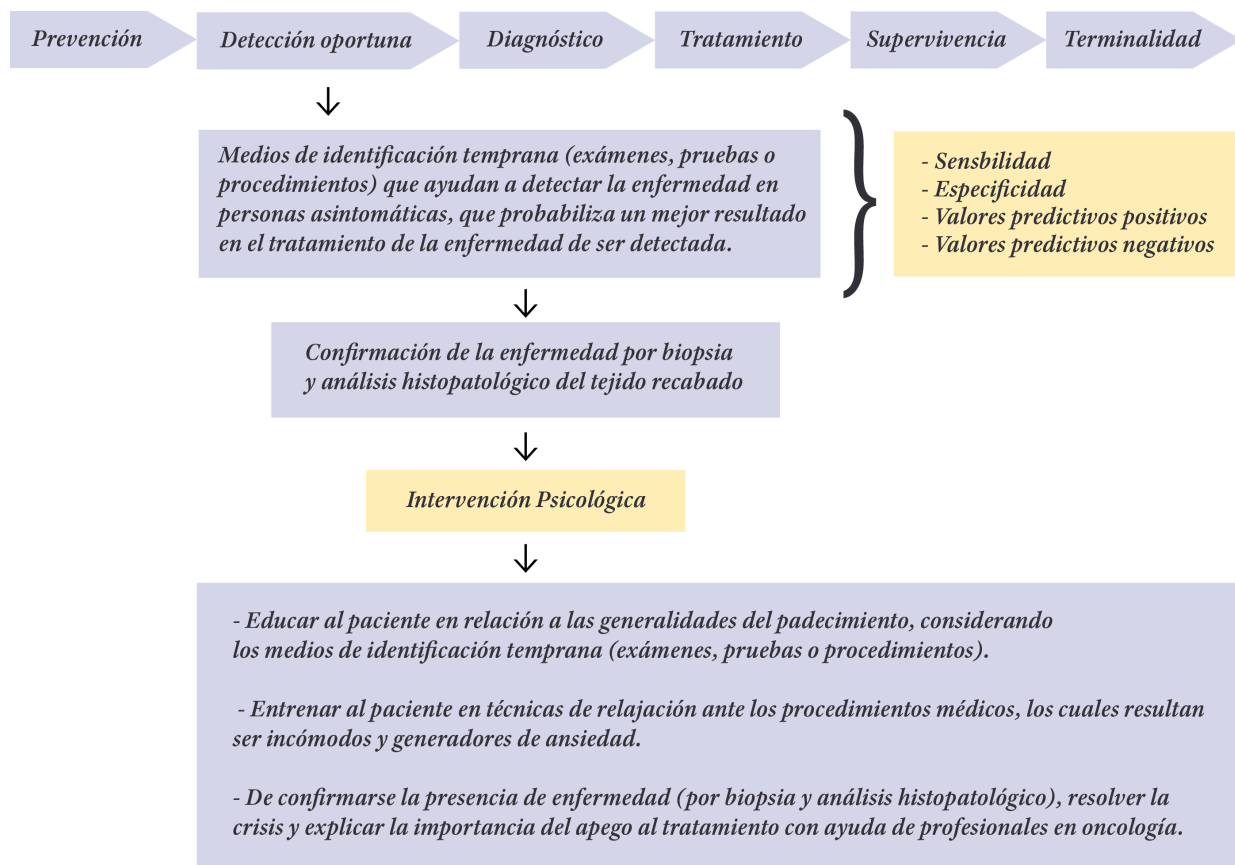 Prevención
Detección oportuna
Diagnóstico
Tratamiento
Supervivencia
Terminalidad
Medios de identificación temprana (exámenes, pruebas o
procedimientos) que ayudan a detectar la enfermedad en
personas asintomáticas, que probabiliza un mejor resultado
en el tratamiento de la enfermedad de ser detectada.
- Sensbilidad
- Especificidad
- Valores predictivos positivos
- Valores predictivos negativos
Confirmación de la enfermedad por biopsia
y análisis histopatológico del tejido recabado
Intervención Psicológica
- Educar al paciente en relación a las generalidades del padecimiento, considerando
los medios de identificación temprana (exámenes, pruebas o procedimientos).
- Entrenar al paciente en técnicas de relajación ante los procedimientos médicos, los cuales resultan
ser incómodos y generadores de ansiedad.
- De confirmarse la presencia de enfermedad (por biopsia y análisis histopatológico), resolver la
crisis y explicar la importancia del apego al tratamiento con ayuda de profesionales en oncología.